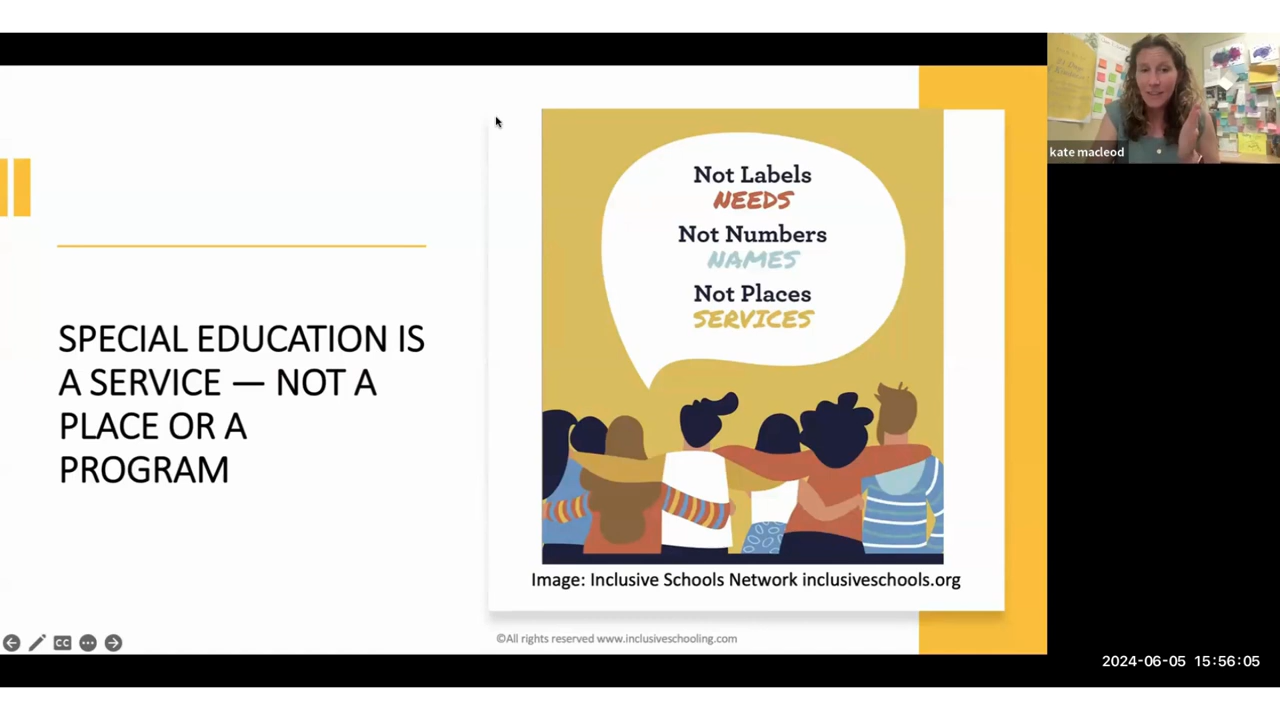 SPECIAL EDUCATION IS
A SERVICE — NOT A
PLACE OR A
PROGRAM
Not Labels
NEEDS
Not Numbers
NAMES
Not Places
SERVICES
Image: Inclusive Schools Network inclusiveschools.org
©All rights reserved www.inclusiveschooling.com
CC
kate macleod
2024-06-05 15:56:05